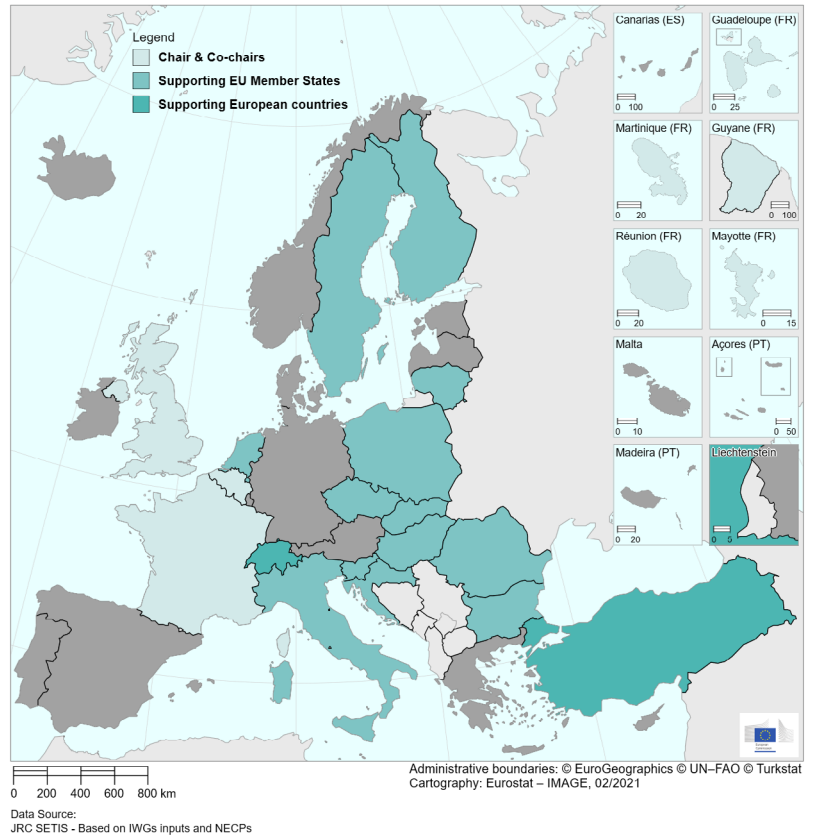 Legend
Chair & Co-chairs
Supporting EU Member States
Supporting European countries
Canarias (ES)
0 100
Guadeloupe (FR)
0 25
Martinique (FR)
0 20
Guyane (FR)
0 100
Réunion (FR)
0 20
Mayotte (FR)
0 15
Malta
0 10
Açores (PT)
0 50
Madeira (PT)
0 20
Liechtenstein
0 5
European
Commission
0 200 400 600 800 km
Administrative boundaries: © EuroGeographics © UN–FAO © Turkstat
Cartography: Eurostat – IMAGE, 02/2021
Data Source:
JRC SETIS - Based on IWGs inputs and NECPs